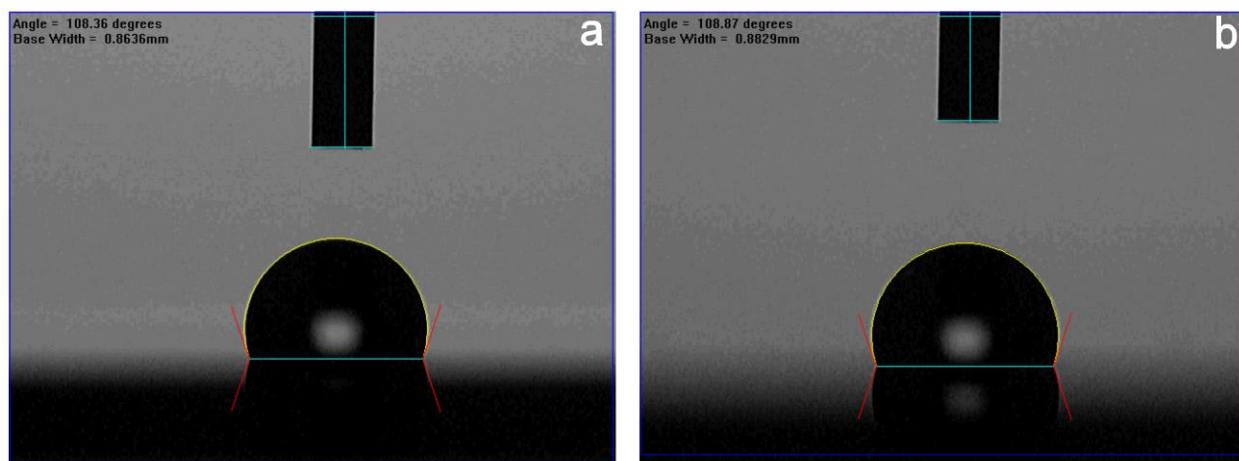 Angle = 108.36 degrees
Base Width = 0.8636mm
a
Angle = 108.87 degrees
Base Width = 0.8829mm
b